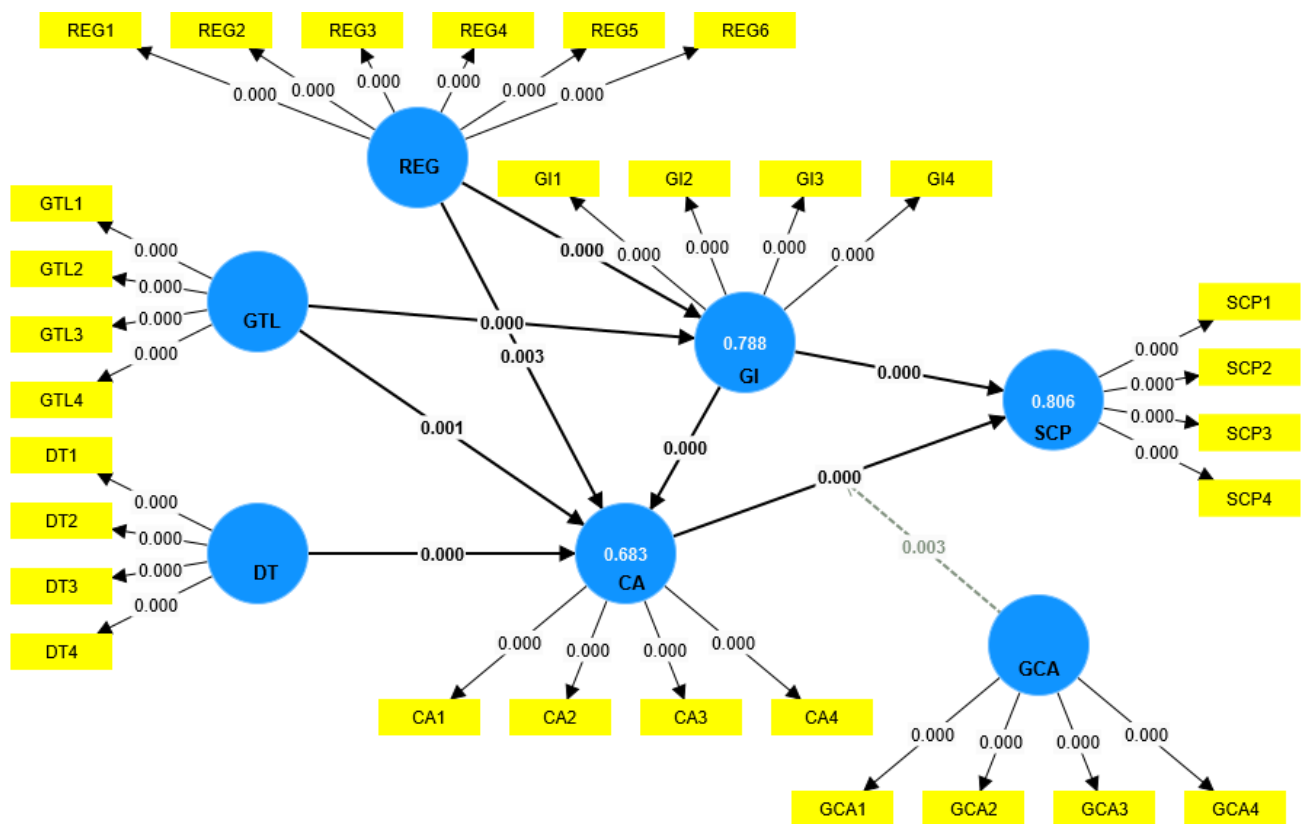 REG1 REG2 REG3 REG4 REG5 REG6
0.000 0.000 0.000 0.000 0.000 0.000
REG
GI1 GI2 GI3 GI4
0.000 0.000 0.000 0.000
GTL1
GTL2
GTL3
GTL4
0.000
0.000
0.000
0.000
GTL
0.000
0.000
0.003
0.001
0.788
GI
0.000
0.000
SCP1
SCP2
SCP3
SCP4
0.000
0.000
0.000
0.000
0.806
SCP
DT1
DT2
DT3
DT4
0.000
0.000
0.000
0.000
DT
0.000
0.683
CA
0.000
0.003
0.000 0.000 0.000 0.000
CA1 CA2 CA3 CA4
GCA
0.000 0.000 0.000 0.000
GCA1 GCA2 GCA3 GCA4